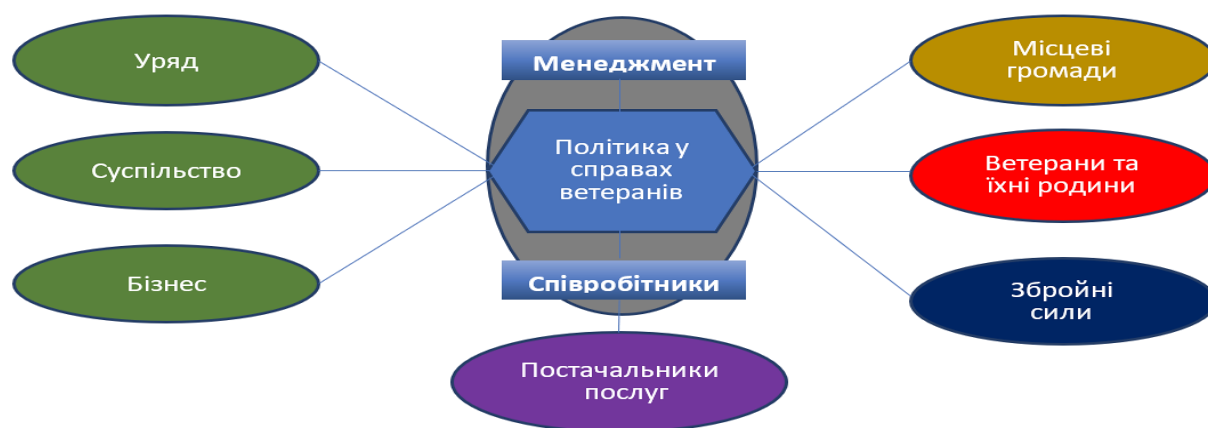 Уряд
Суспільство
Бізнес
Менеджмент
Політика у
справах
ветеранів
Співробітники
Постачальники
послуг
Місцеві
громади
Ветерани та
їхні родини
Збройні
сили